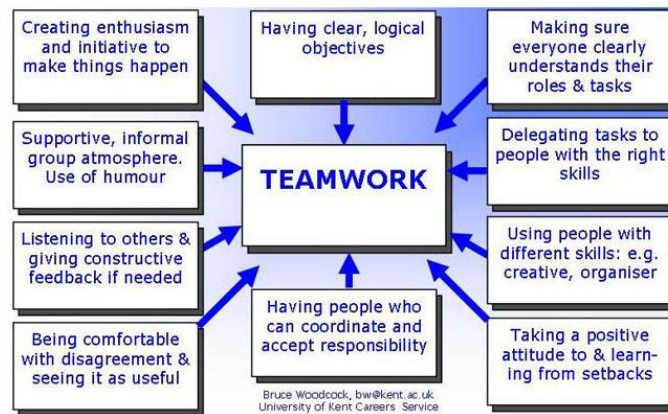 Creating enthusiasm
and initiative to
make things happen
Having clear, logical
objectives
Making sure
everyone clearly
understands their
roles & tasks
Supportive, informal
group atmosphere.
Use of humour
TEAMWORK
Delegating tasks to
people with the right
skills
Listening to others &
giving constructive
feedback if needed
Using people with
different skills: e.g.
creative, organiser
Being comfortable
with disagreement &
seeing it as useful
Having people who
can coordinate and
accept responsibility
Taking a positive
attitude to & learn-
ing from setbacks
Bruce Woodcock, bw@kent.ac.uk
University of Kent Careers Service